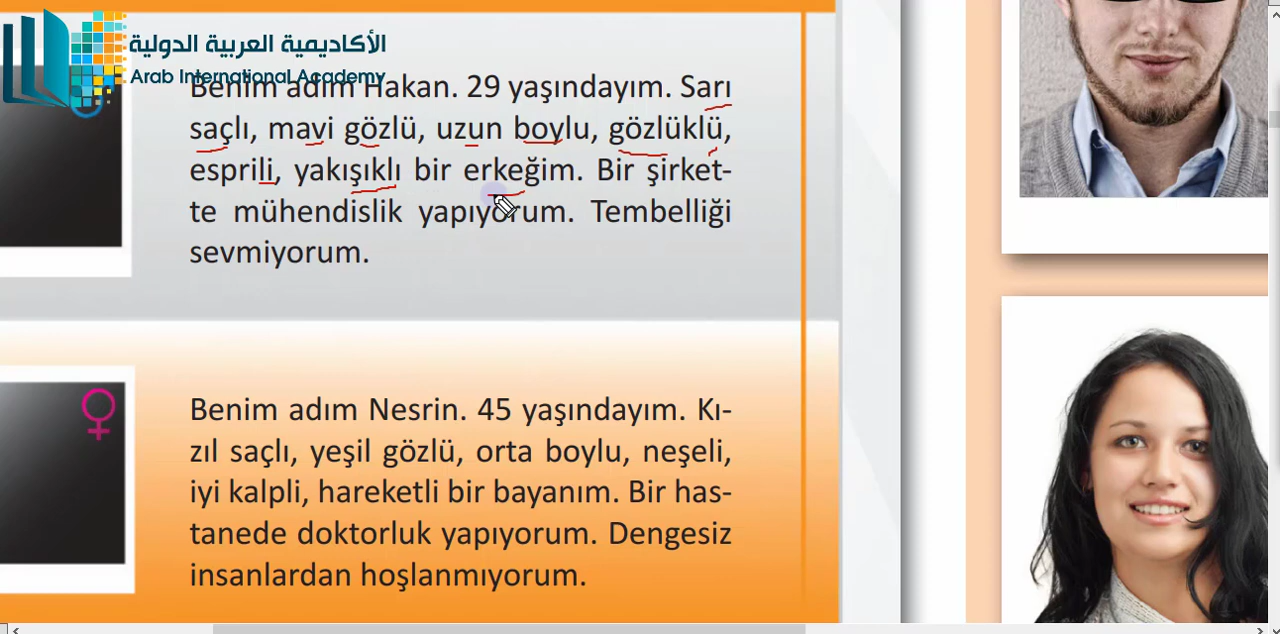 الأكاديمية العربية الدولية
Arab International Academy
Benim adım Hakan. 29 yaşındayım. Sarı
saçlı, mavi gözlü, uzun boylu, gözlüklü,
esprili, yakışıklı bir erkeğim. Bir şirket-
te mühendislik yapıyorum. Tembelliği
sevmiyorum.
Benim adım Nesrin. 45 yaşındayım. Kı-
zıl saçlı, yeşil gözlü, orta boylu, neşeli,
iyi kalpli, hareketli bir bayanım. Bir has-
tanede doktorluk yapıyorum. Dengesiz
insanlardan hoşlanmıyorum.